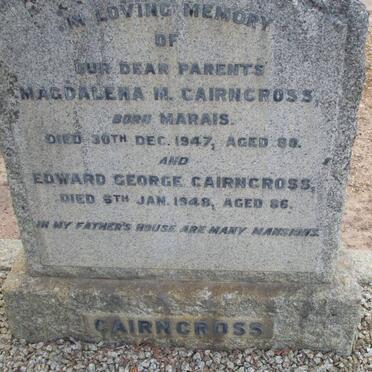 IN LOVING MEMORY
OF
OUR DEAR PARENTS
MAGDALENA M. CAIRNCROSS,
BORN MARAIS.
DIED 30TH DEC. 1947, AGED 80.
AND
EDWARD GEORGE CAIRNCROSS,
DIED 6TH JAN. 1948, AGED 86.
IN MY FATHER'S HOUSE ARE MANY MANSIONS.
CAIRNCROSS